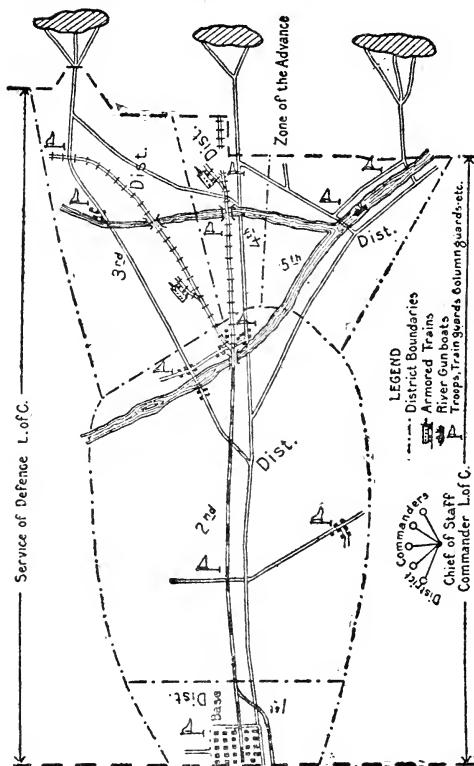 Service of Defence L.of C.
Zone of the Advance
3rd
Dist.
4th
Dist.
5th
Dist.
2nd
Dist.
1st
Dist.
Base
LEGEND
District Boundaries
Armored Trains
River Gunboats
Troops, Train guards Column guards-etc.
District Commanders
Chief of Staff
Commander L.of C.